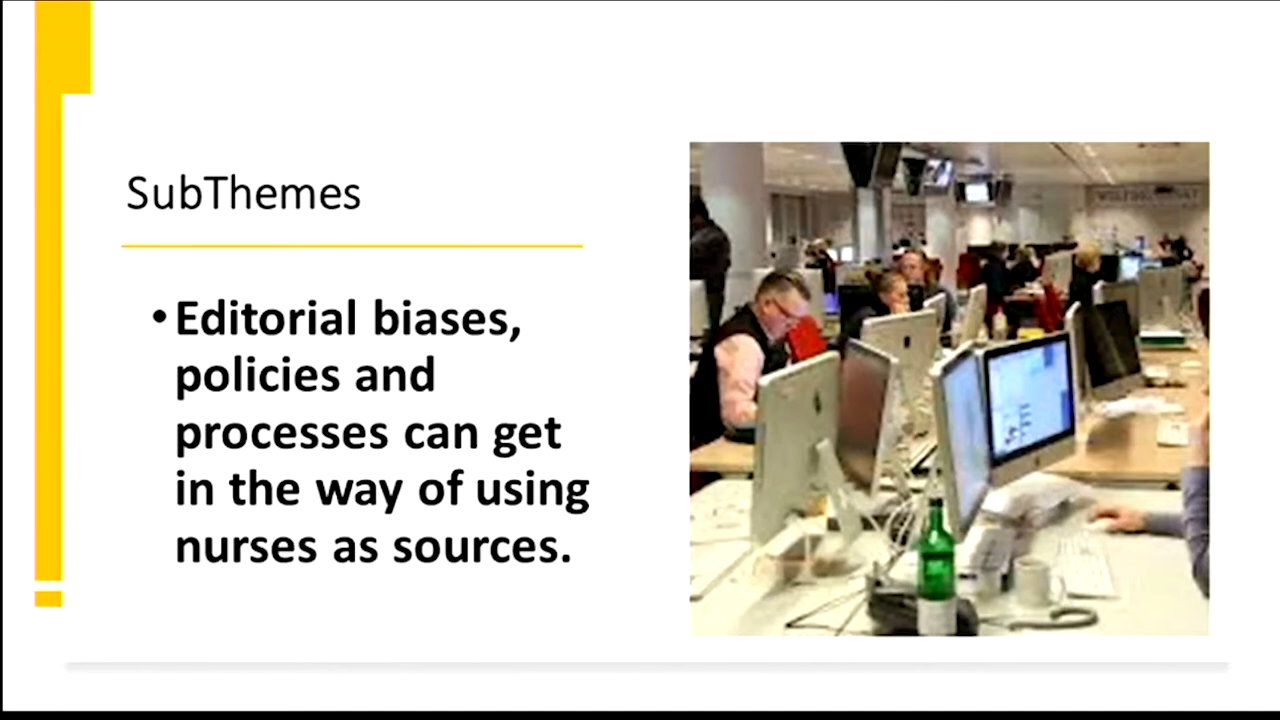 SubThemes
•Editorial biases,
policies and
processes can get
in the way of using
nurses as sources.